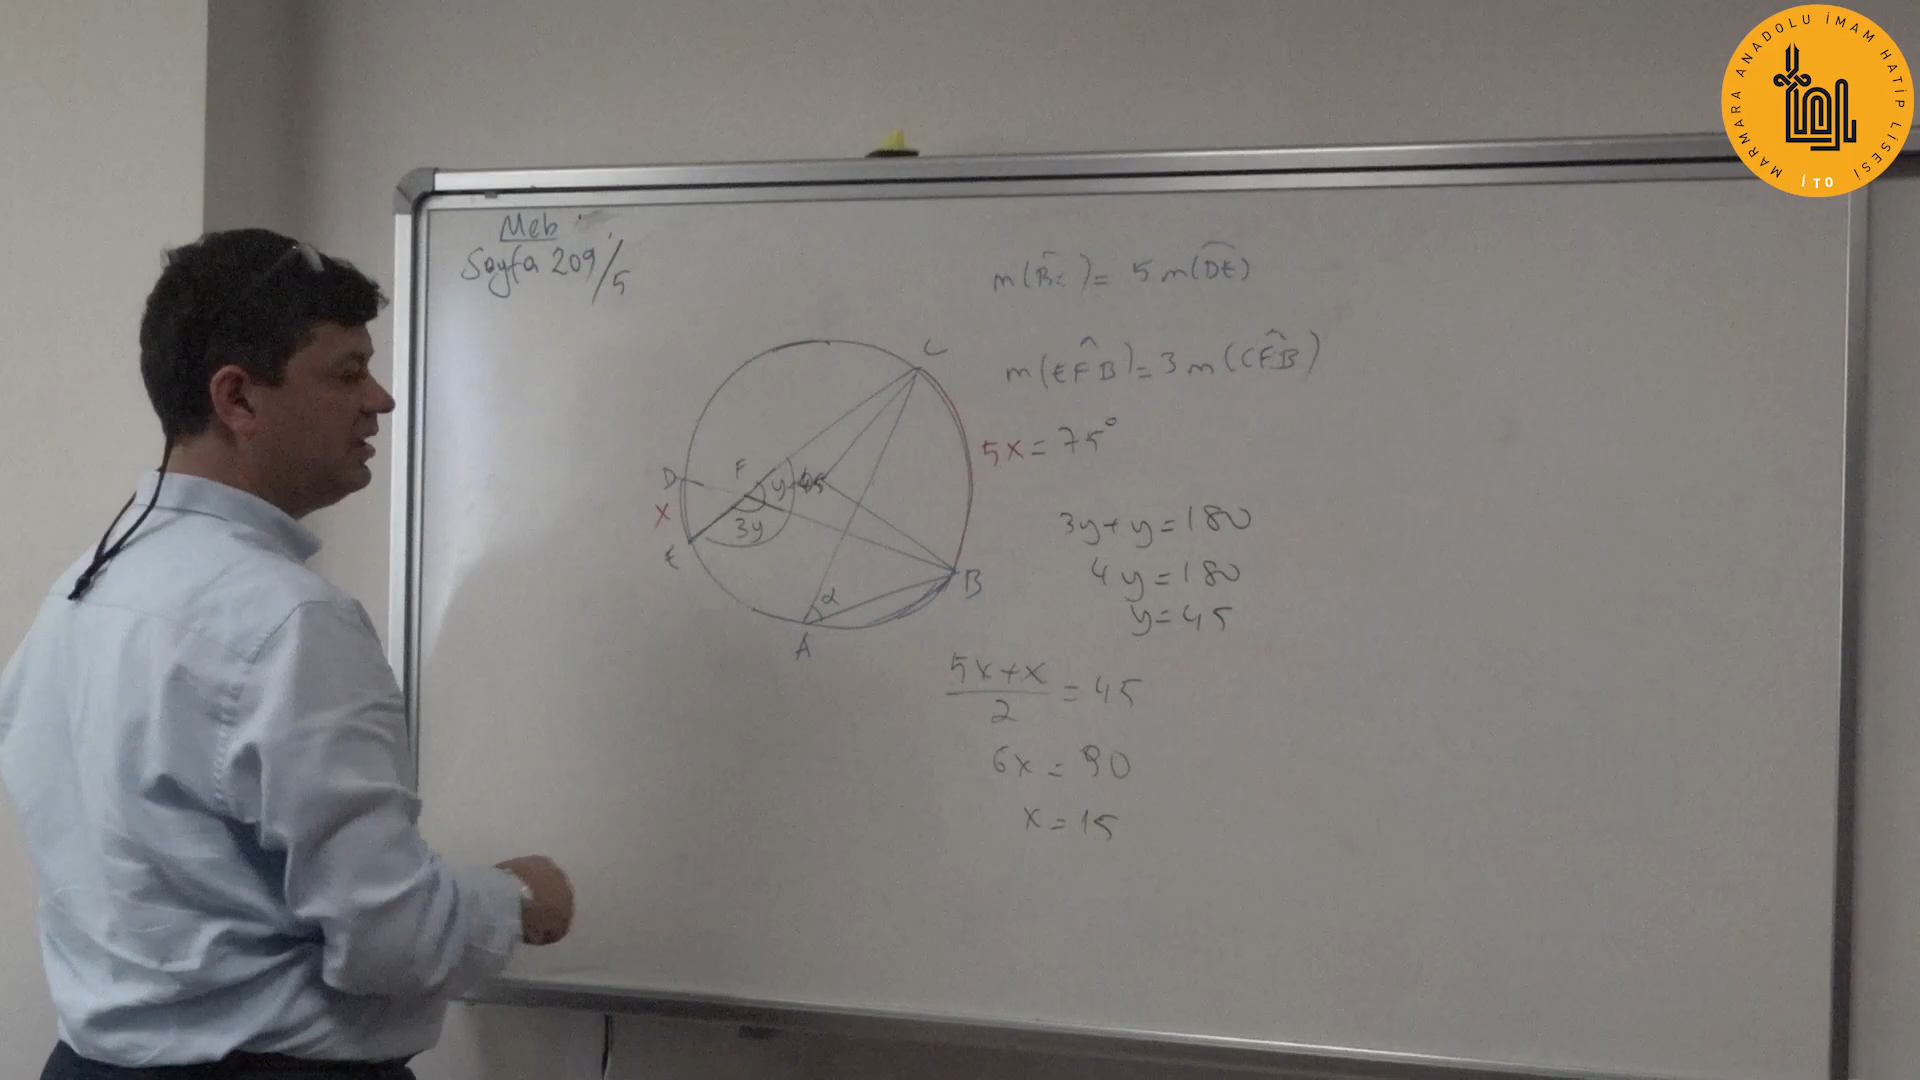 Meb
Sayfa 209/5
m(BC) = 5 m(DE)
m(EFB) = 3 m(CFB)
C
5x = 75°
D
F
y = 45
x
3y
E
3y + y = 180
4y = 180
y = 45
B
α
A
5x + x
2
= 45
6x = 90
x = 15
MARMARA ANADOLU İMAM HATİP LİSESİ
İTO